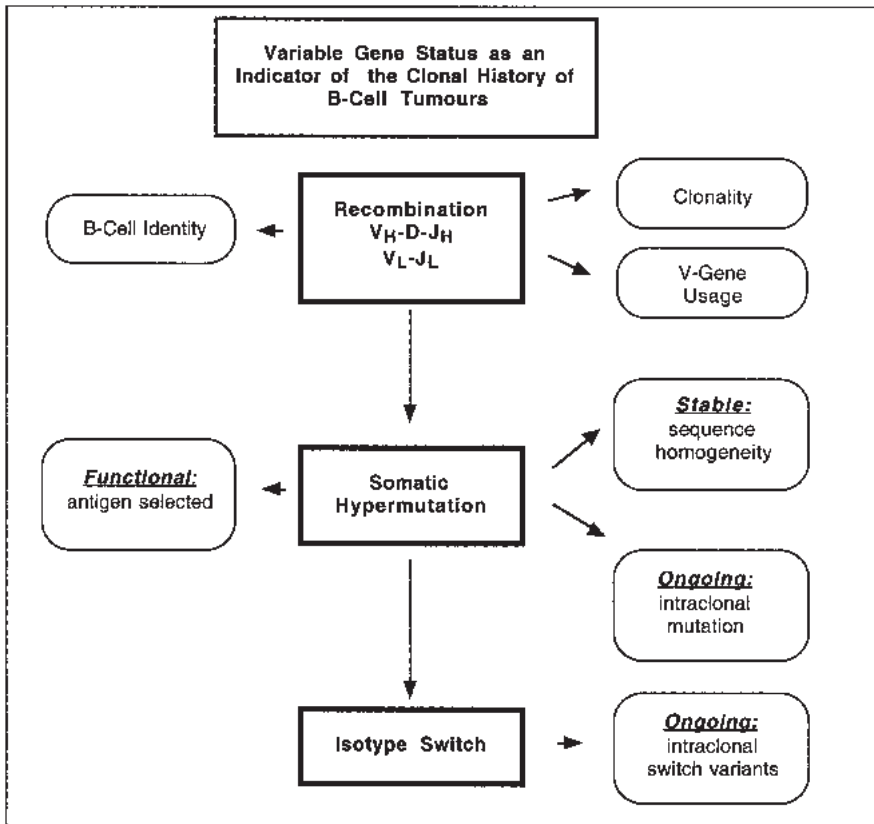 Variable Gene Status as an
Indicator of the Clonal History of
B-Cell Tumours
B-Cell Identity
Recombination
VH-D-JH
VL-JL
Clonality
V-Gene
Usage
Functional:
antigen selected
Somatic
Hypermutation
Stable:
sequence
homogeneity
Ongoing:
intraclonal
mutation
Isotype Switch
Ongoing:
intraclonal
switch variants